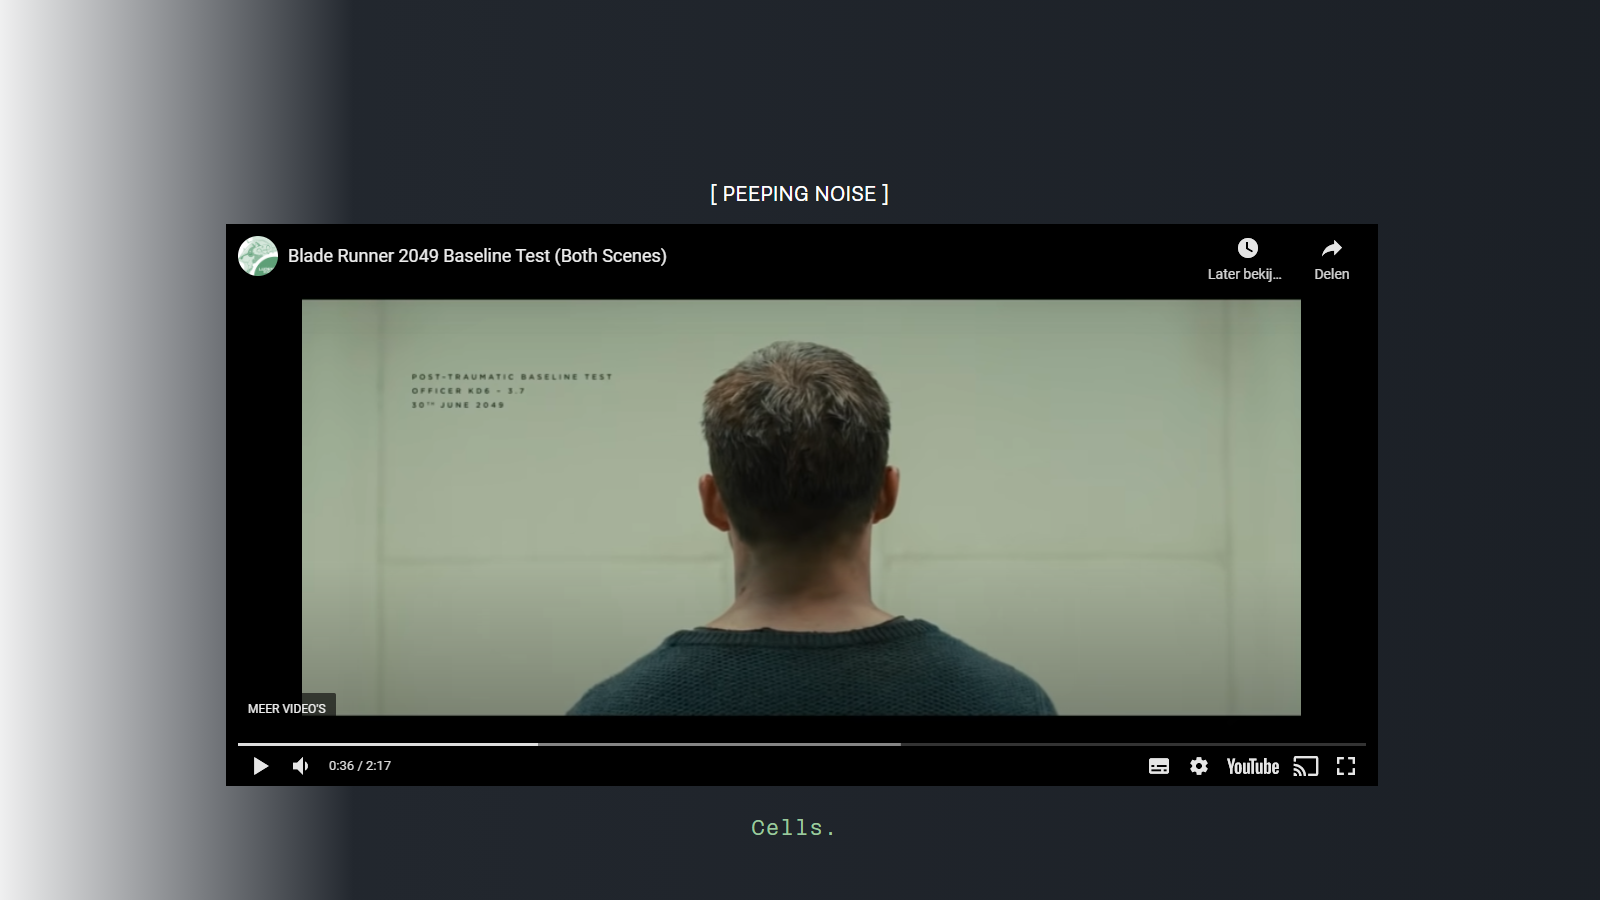 [ PEEPING NOISE ]
Blade Runner 2049 Baseline Test (Both Scenes)
Later bekij...
Delen
POST-TRAUMATIC BASELINE TEST
OFFICER KD6 - 3.7
30TH JUNE 2049
MEER VIDEO'S
0:36 / 2:17
YouTube
Cells.